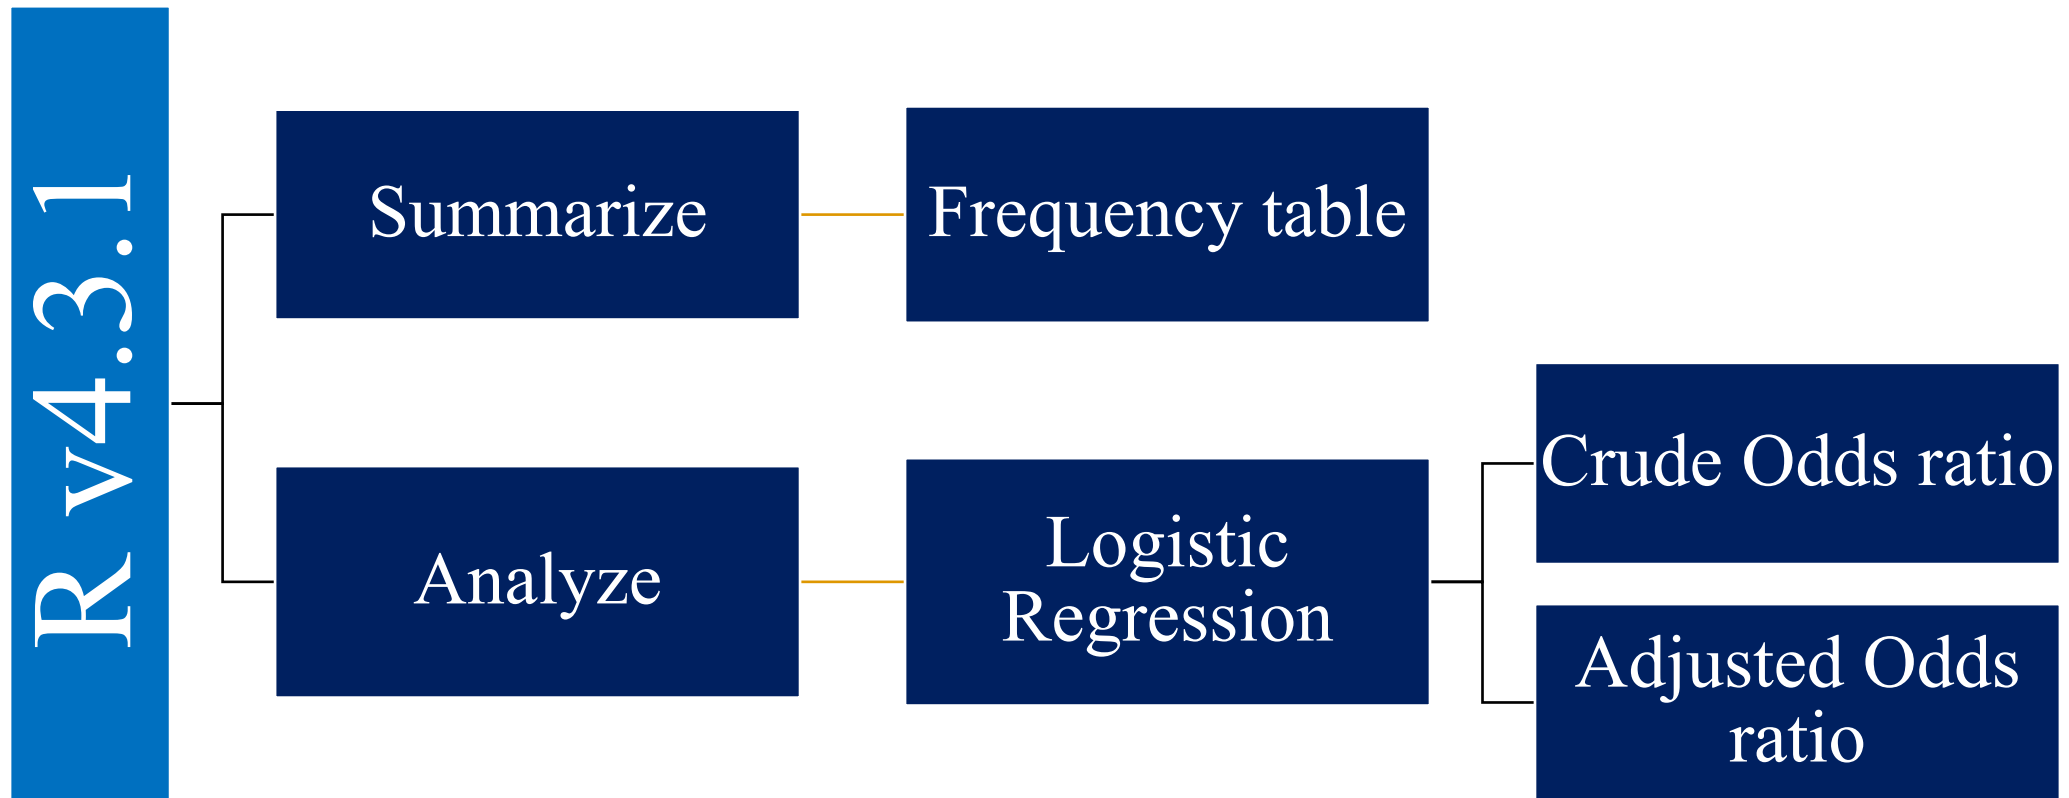 R v4.3.1
Summarize
Frequency table
Analyze
Logistic
Regression
Crude Odds ratio
Adjusted Odds
ratio